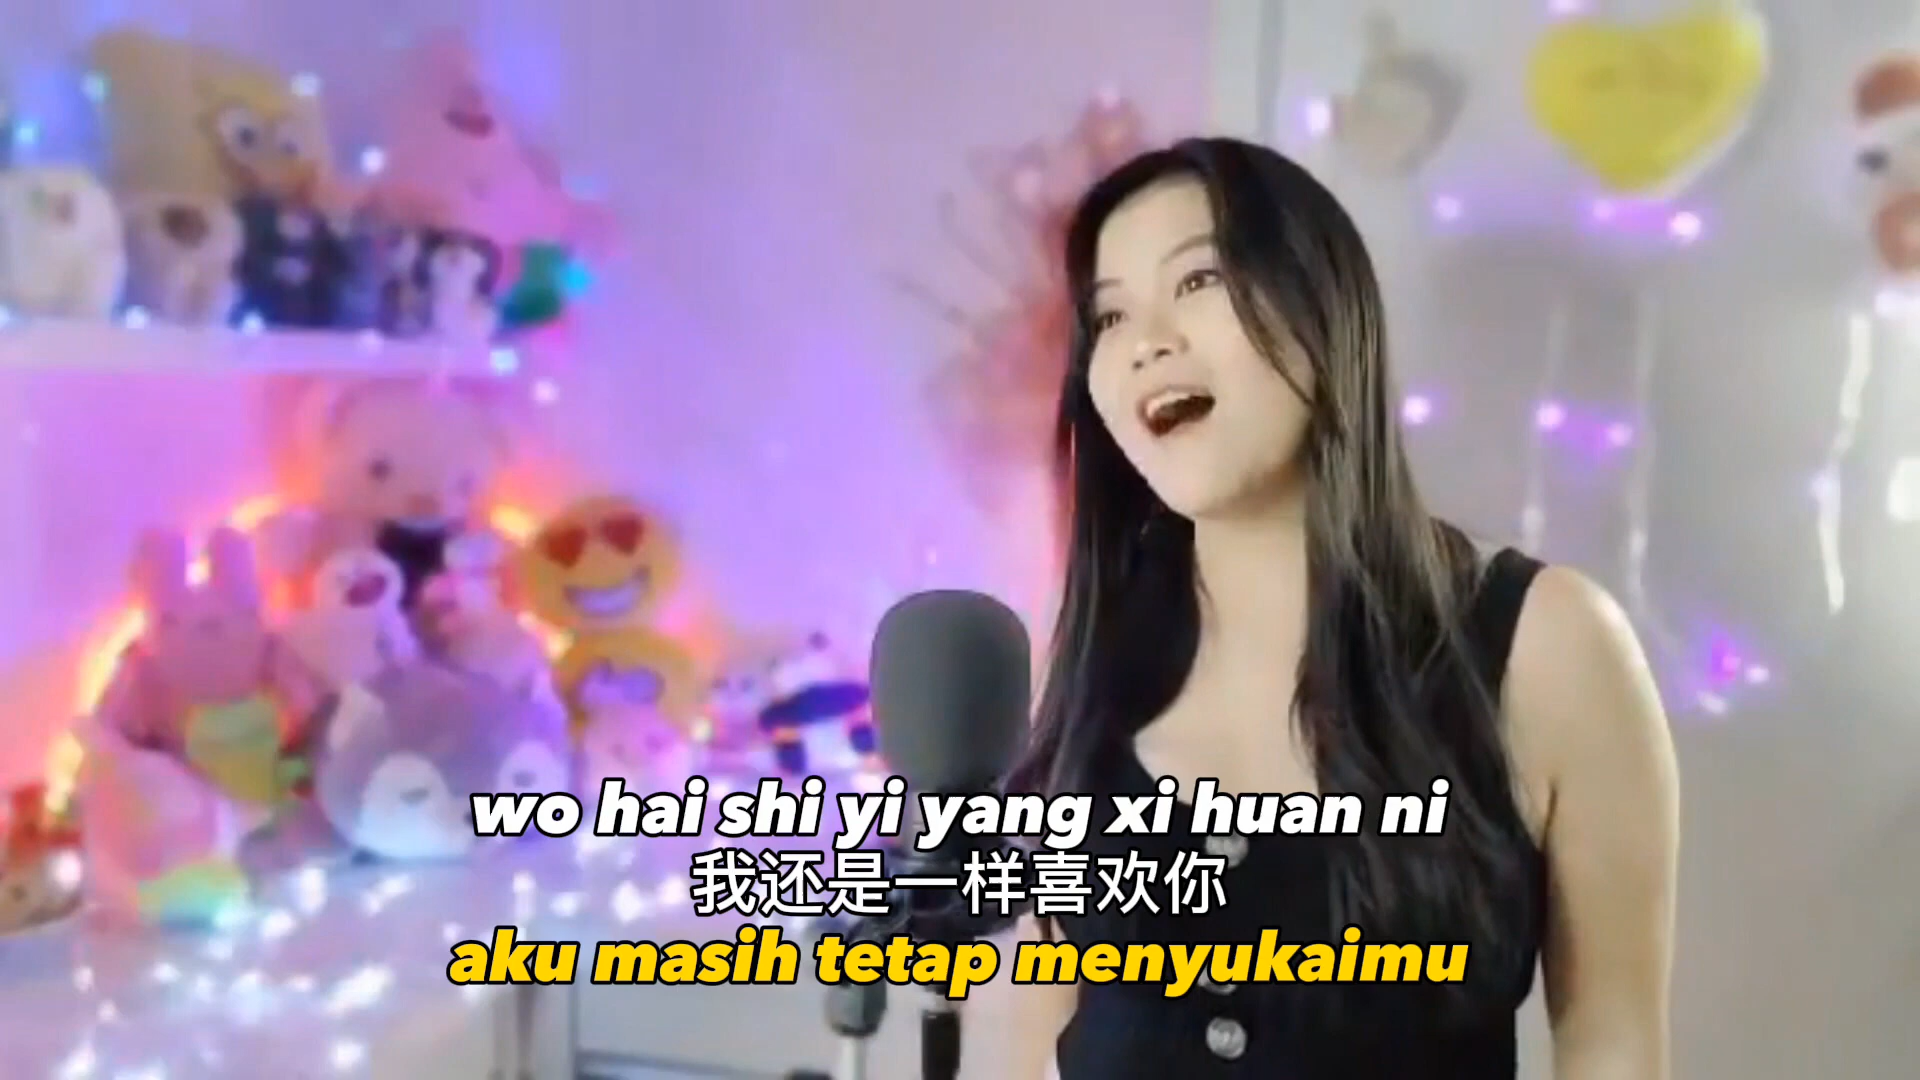 wo hai shi yi yang xi huan ni
我还是一样喜欢你
aku masih tetap menyukaimu